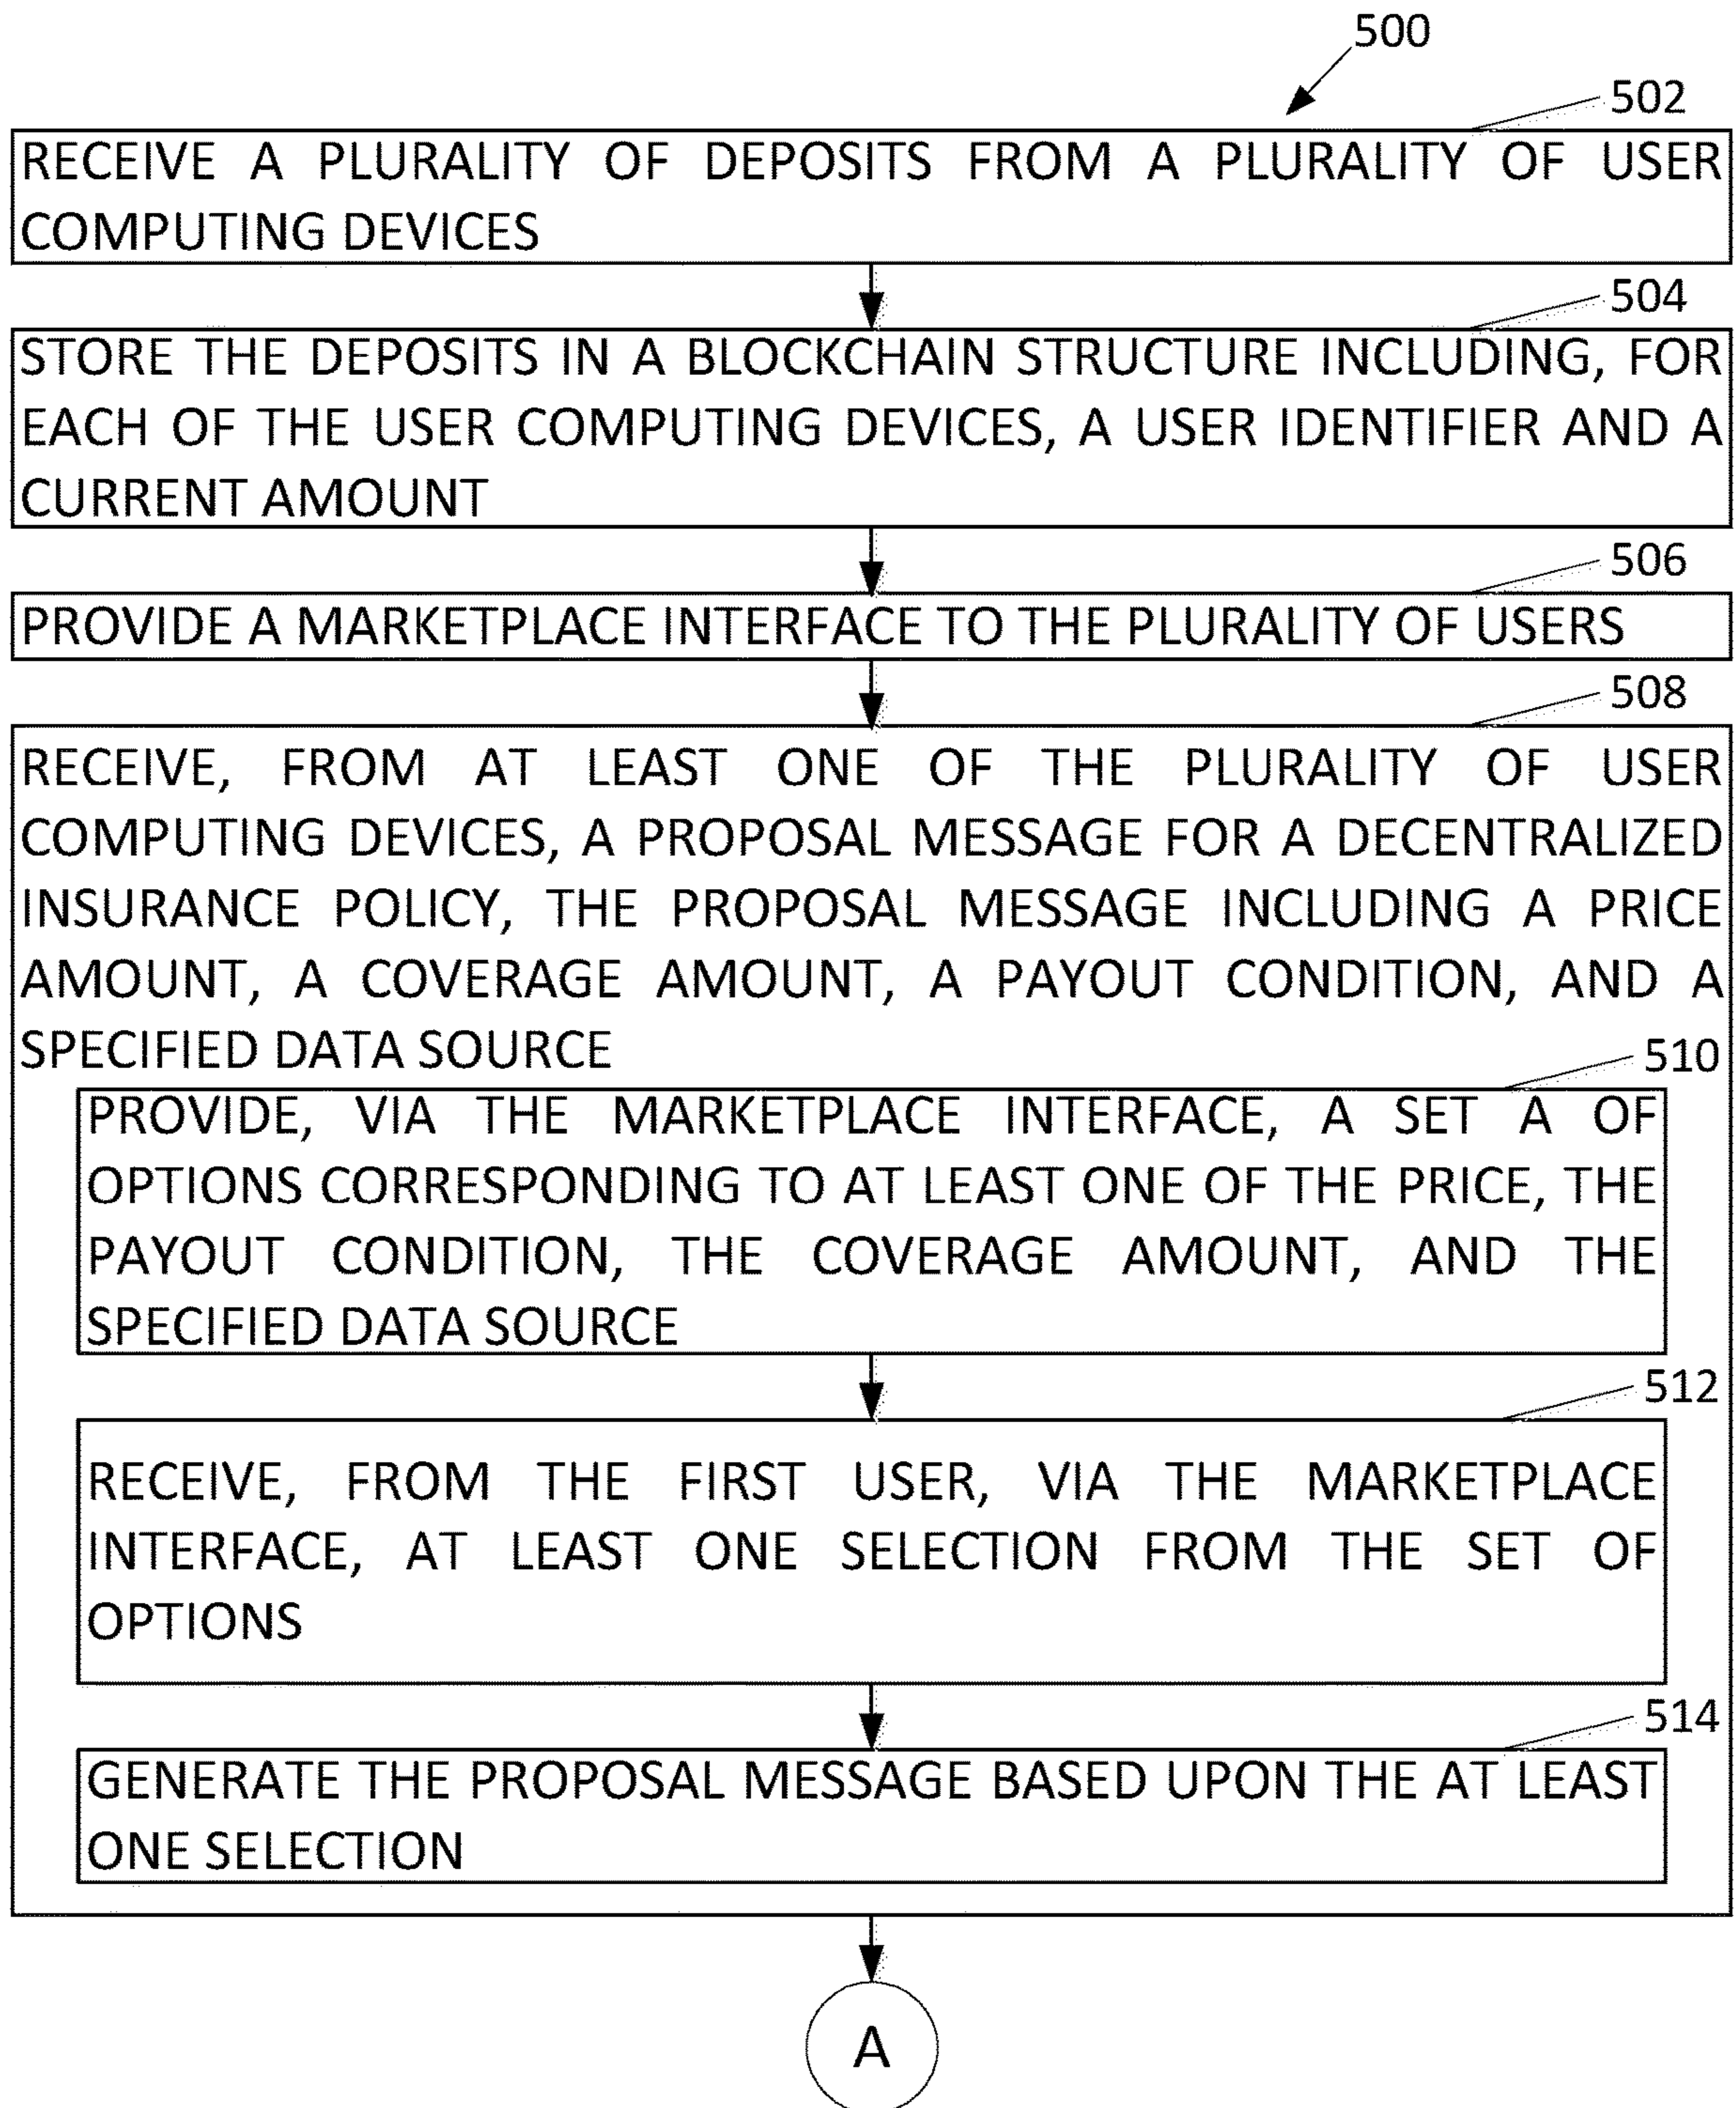 500
502
RECEIVE A PLURALITY OF DEPOSITS FROM A PLURALITY OF USER
COMPUTING DEVICES
504
STORE THE DEPOSITS IN A BLOCKCHAIN STRUCTURE INCLUDING, FOR
EACH OF THE USER COMPUTING DEVICES, A USER IDENTIFIER AND A
CURRENT AMOUNT
506
PROVIDE A MARKETPLACE INTERFACE TO THE PLURALITY OF USERS
508
RECEIVE, FROM AT LEAST ONE OF THE PLURALITY OF USER
COMPUTING DEVICES, A PROPOSAL MESSAGE FOR A DECENTRALIZED
INSURANCE POLICY, THE PROPOSAL MESSAGE INCLUDING A PRICE
AMOUNT, A COVERAGE AMOUNT, A PAYOUT CONDITION, AND A
SPECIFIED DATA SOURCE
510
PROVIDE, VIA THE MARKETPLACE INTERFACE, A SET A OF
OPTIONS CORRESPONDING TO AT LEAST ONE OF THE PRICE, THE
PAYOUT CONDITION, THE COVERAGE AMOUNT, AND THE
SPECIFIED DATA SOURCE
512
RECEIVE, FROM THE FIRST USER, VIA THE MARKETPLACE
INTERFACE, AT LEAST ONE SELECTION FROM THE SET OF
OPTIONS
514
GENERATE THE PROPOSAL MESSAGE BASED UPON THE AT LEAST
ONE SELECTION
A